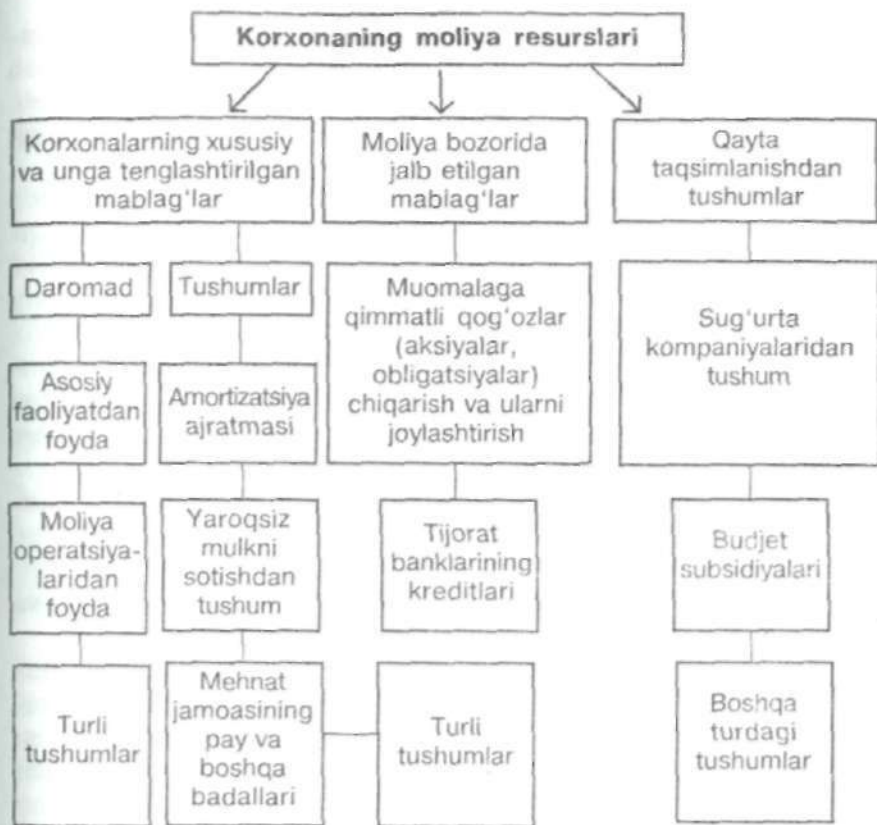 Korxonaning moliya resurslari
Korxonalarning xususiy
va unga tenglashtirilgan
mablag‘lar
Moliya bozorida
jalb etilgan
mablag‘lar
Qayta
taqsimlanishdan
tushumlar
Daromad
Tushumlar
Muomalaga
qimmatli qog‘ozlar
(aksiyalar,
obligatsiyalar)
chiqarish va ularni
joylashtirish
Sug‘urta
kompaniyalaridan
tushum
Asosiy
faoliyatdan
foyda
Amortizatsiya
ajratmasi
Moliya
operatsiya-
laridan
foyda
Yaroqsiz
mulkni
sotishdan
tushum
Tijorat
banklarining
kreditlari
Budjet
subsidiyalari
Turli
tushumlar
Mehnat
jamoasining
pay va
boshqa
badallari
Turli
tushumlar
Boshqa
turdagi
tushumlar